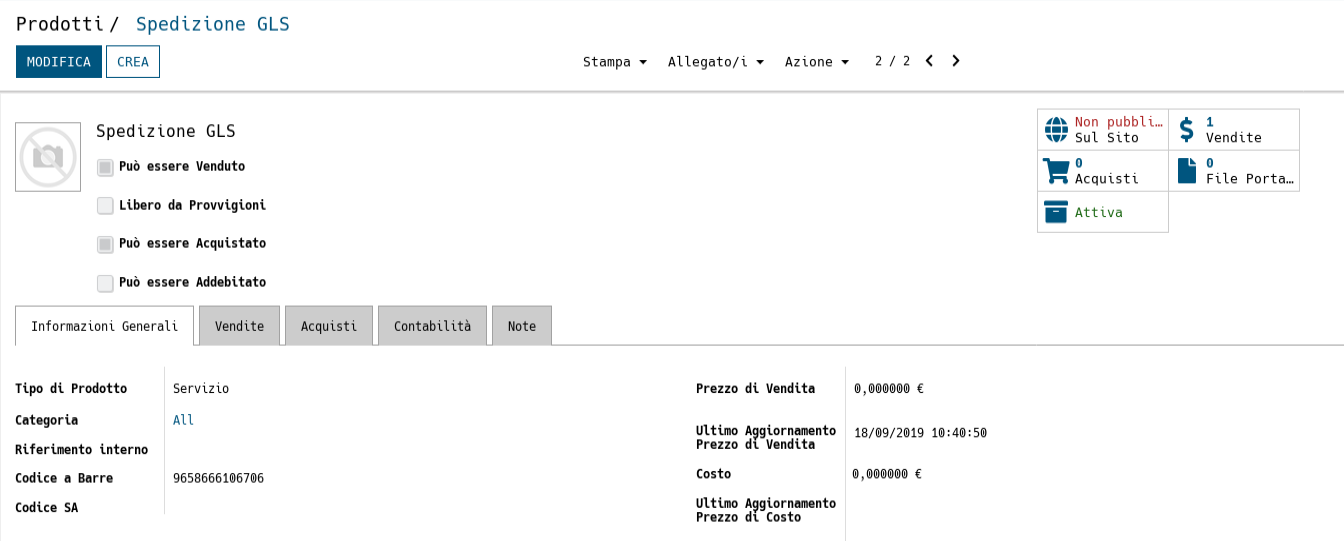 Prodotti / Spedizione GLS
MODIFICA CREA Stampa Allegato/i Azione 2 / 2
Spedizione GLS
Non pubbli…
Sul Sito
1
Vendite
0
Acquisti
0
File Porta…
Attiva
Può essere Venduto
Libero da Provvigioni
Può essere Acquistato
Può essere Addebitato
Informazioni Generali Vendite Acquisti Contabilità Note
Tipo di Prodotto Servizio
Categoria All
Riferimento interno
Codice a Barre 9658666106706
Codice SA
Prezzo di Vendita 0,000000 €
Ultimo Aggiornamento
Prezzo di Vendita 18/09/2019 10:40:50
Costo 0,000000 €
Ultimo Aggiornamento
Prezzo di Costo